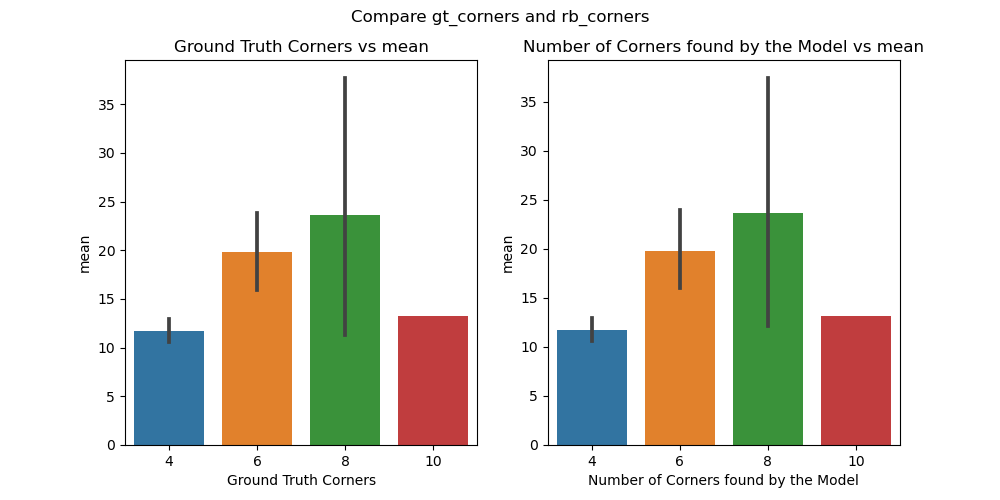 Compare gt_corners and rb_corners
Ground Truth Corners vs mean
mean
35
30
25
20
15
10
5
0
4 6 8 10
Ground Truth Corners
Number of Corners found by the Model vs mean
mean
35
30
25
20
15
10
5
0
4 6 8 10
Number of Corners found by the Model